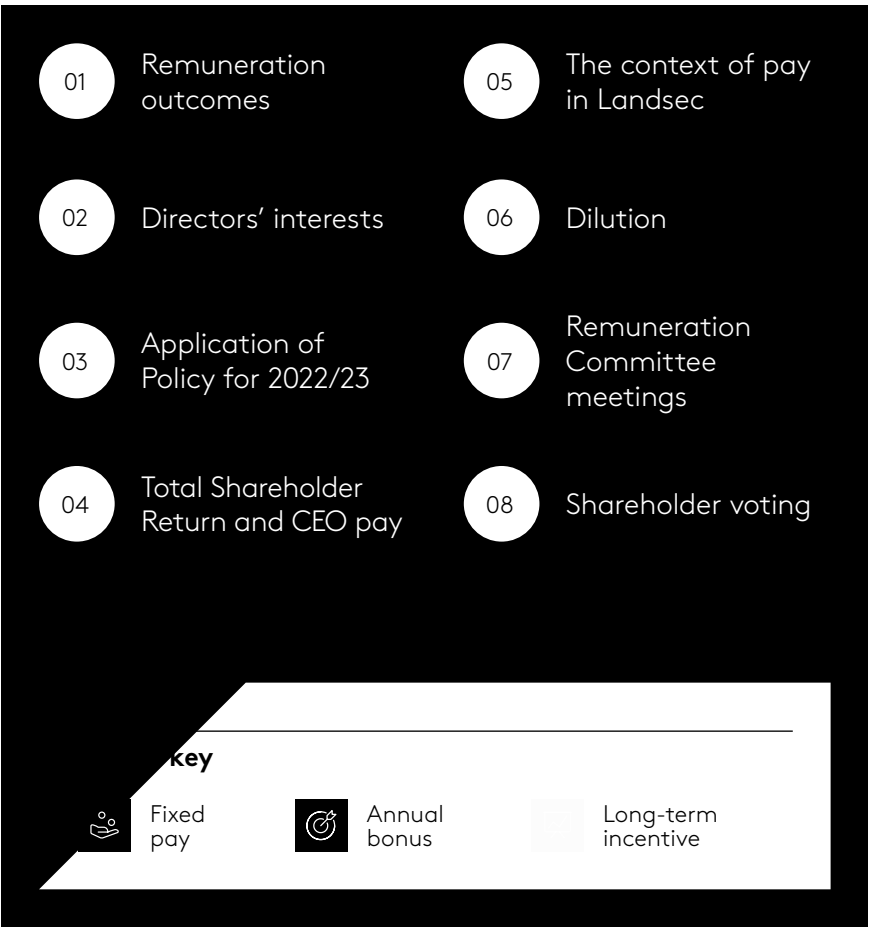 01
Remuneration
outcomes
02
Directors’ interests
03
Application of
Policy for 2022/23
04
Total Shareholder
Return and CEO pay
05
The context of pay
in Landsec
06
Dilution
07
Remuneration
Committee
meetings
08
Shareholder voting
key
Fixed
pay
Annual
bonus
Long-term
incentive